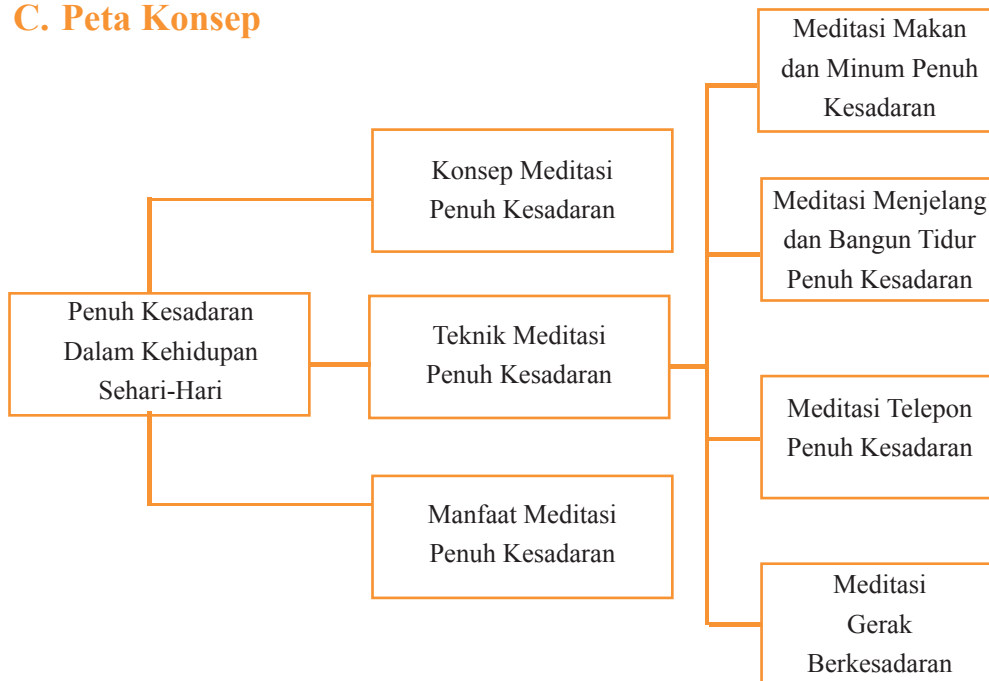 C. Peta Konsep
Penuh Kesadaran
Dalam Kehidupan
Sehari-Hari
Konsep Meditasi
Penuh Kesadaran
Teknik Meditasi
Penuh Kesadaran
Manfaat Meditasi
Penuh Kesadaran
Meditasi Makan
dan Minum Penuh
Kesadaran
Meditasi Menjelang
dan Bangun Tidur
Penuh Kesadaran
Meditasi Telepon
Penuh Kesadaran
Meditasi
Gerak
Berkesadaran